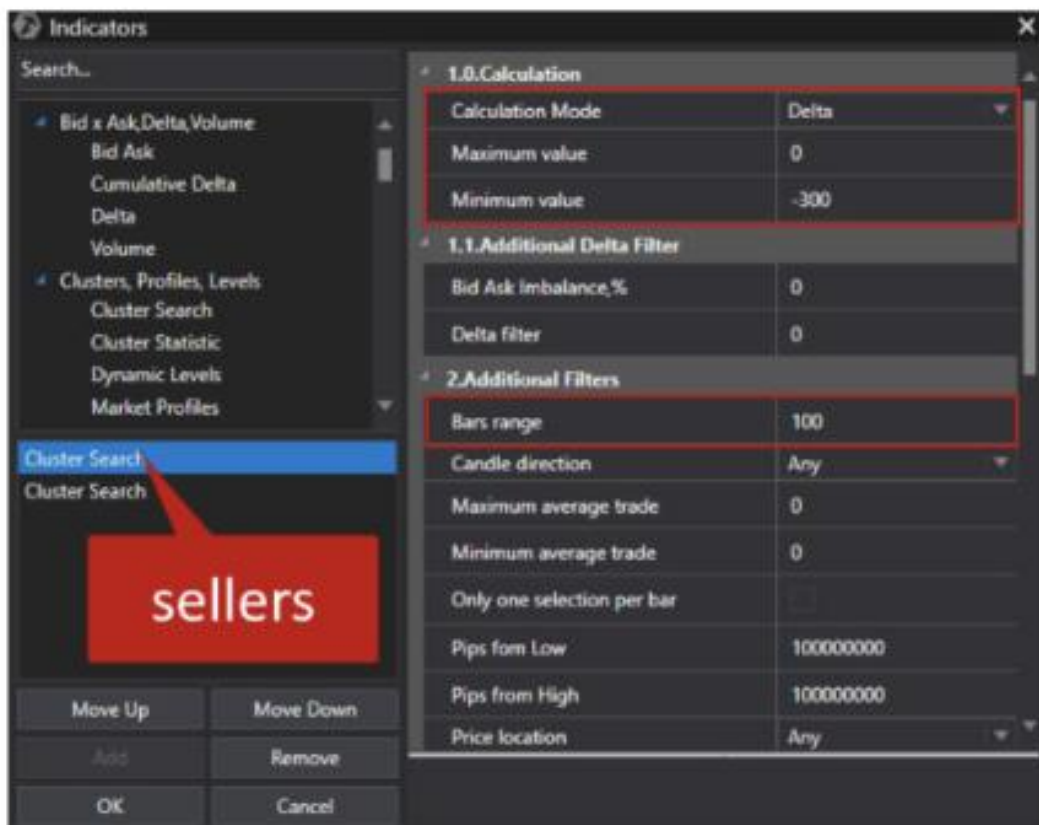 Indicators
Search...
Bid x Ask,Delta,Volume
Bid Ask
Cumulative Delta
Delta
Volume
Clusters, Profiles, Levels
Cluster Search
Cluster Statistic
Dynamic Levels
Market Profiles
Cluster Search
Cluster Search
sellers
Move Up Move Down
Add Remove
OK Cancel
1.0.Calculation
Calculation Mode Delta
Maximum value 0
Minimum value -300
1.1.Additional Delta Filter
Bid Ask Imbalance,% 0
Delta filter 0
2.Additional Filters
Bars range 100
Candle direction Any
Maximum average trade 0
Minimum average trade 0
Only one selection per bar
Pips fom Low 100000000
Pips from High 100000000
Price location Any